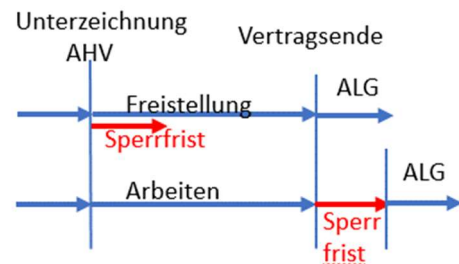 Unterzeichnung
AHV
Vertragsende
Freistellung
ALG
Sperrfrist
Arbeiten
ALG
Sperr
frist